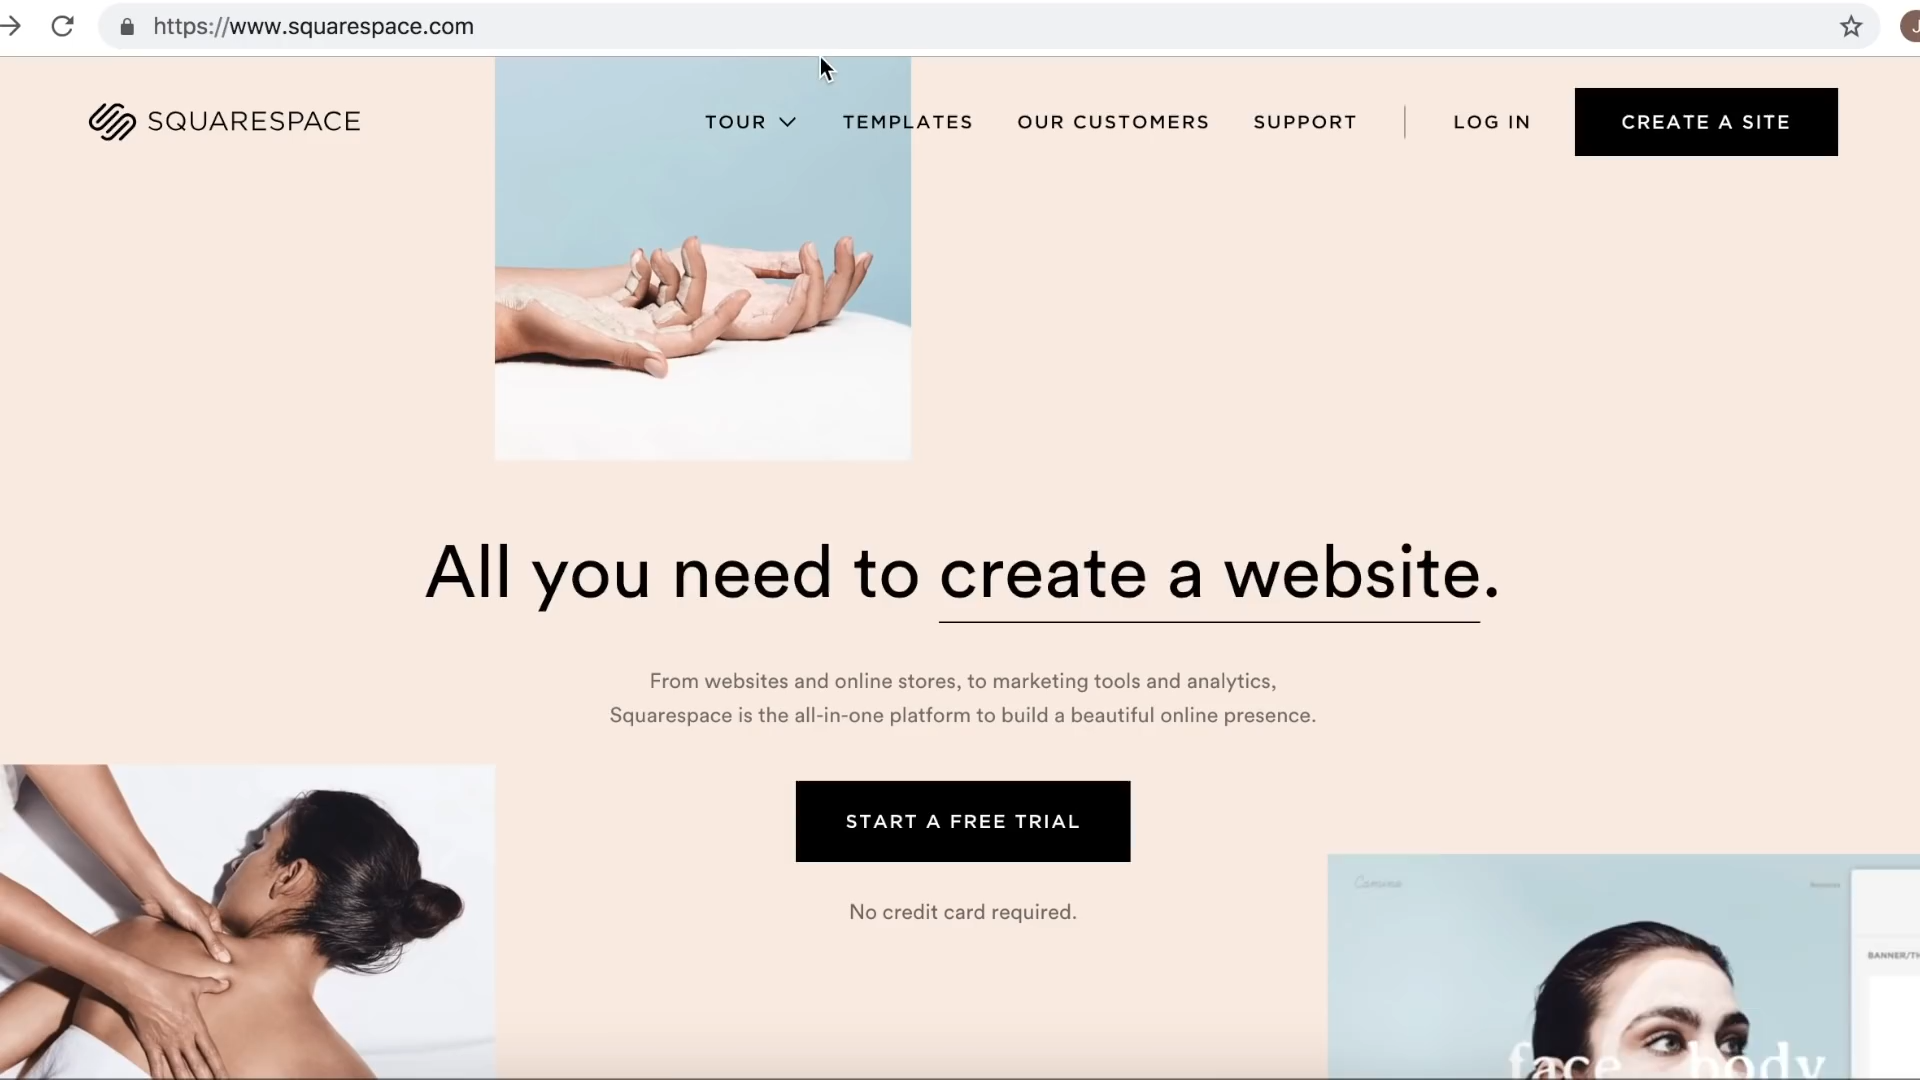 https://www.squarespace.com
J
SQUARESPACE
TOUR
TEMPLATES
OUR CUSTOMERS
SUPPORT
LOG IN
CREATE A SITE
All you need to create a website.
From websites and online stores, to marketing tools and analytics,
Squarespace is the all-in-one platform to build a beautiful online presence.
START A FREE TRIAL
No credit card required.
Camino
BANNER/TH
face body